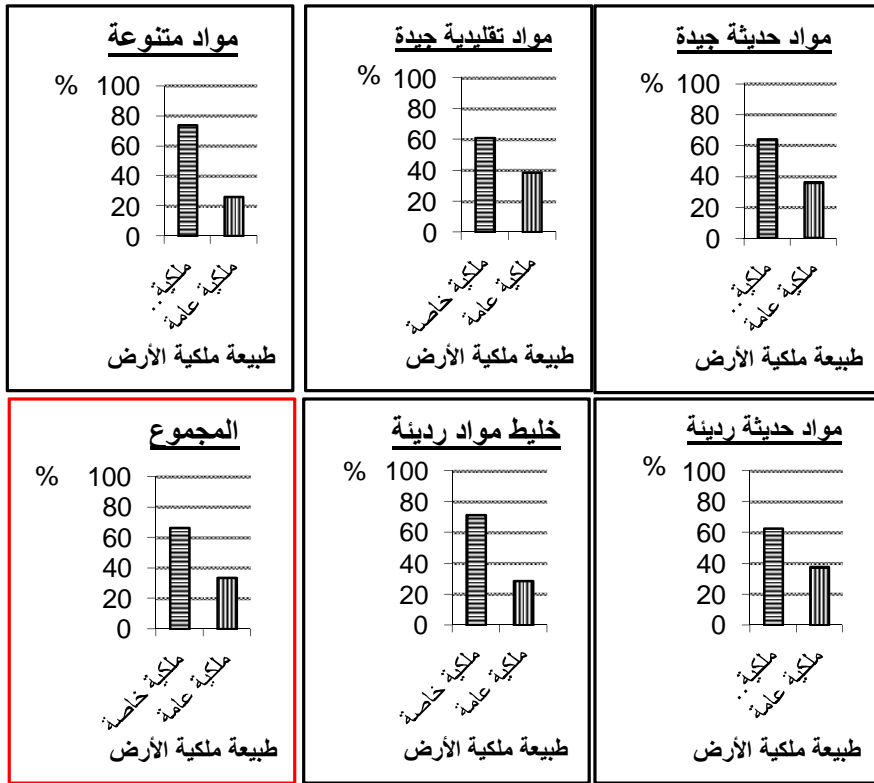 مواد حديثة جيدة
%
100
80
60
40
20
0
ملكية..
ملكية عامة
طبيعة ملكية الأرض
مواد تقليدية جيدة
%
100
80
60
40
20
0
ملكية خاصة
ملكية عامة
طبيعة ملكية الأرض
مواد متنوعة
%
100
80
60
40
20
0
ملكية..
ملكية عامة
طبيعة ملكية الأرض
مواد حديثة رديئة
%
100
80
60
40
20
0
ملكية..
ملكية عامة
طبيعة ملكية الأرض
خليط مواد رديئة
%
100
80
60
40
20
0
ملكية خاصة
ملكية عامة
طبيعة ملكية الأرض
المجموع
%
100
80
60
40
20
0
ملكية خاصة
ملكية عامة
طبيعة ملكية الأرض